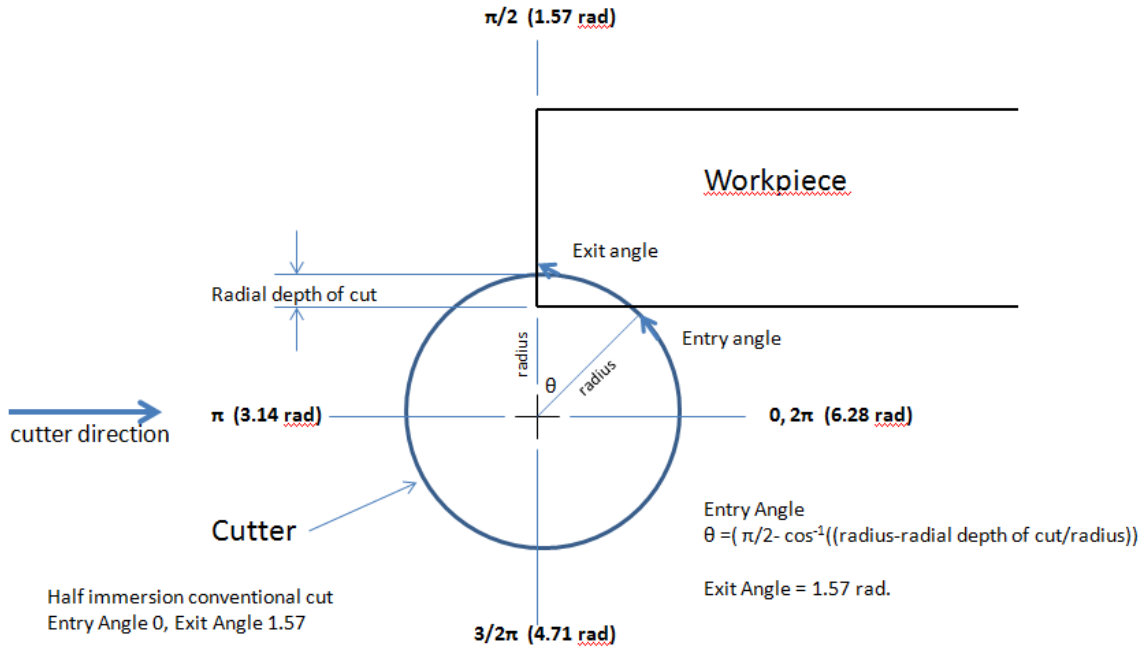 π/2 (1.57 rad)
Workpiece
Exit angle
Radial depth of cut
Entry angle
radius
θ
radius
cutter direction
π (3.14 rad)
0, 2π (6.28 rad)
Cutter
Entry Angle
θ =( π/2- cos⁻¹((radius-radial depth of cut/radius))
Exit Angle = 1.57 rad.
Half immersion conventional cut
Entry Angle 0, Exit Angle 1.57
3/2π (4.71 rad)